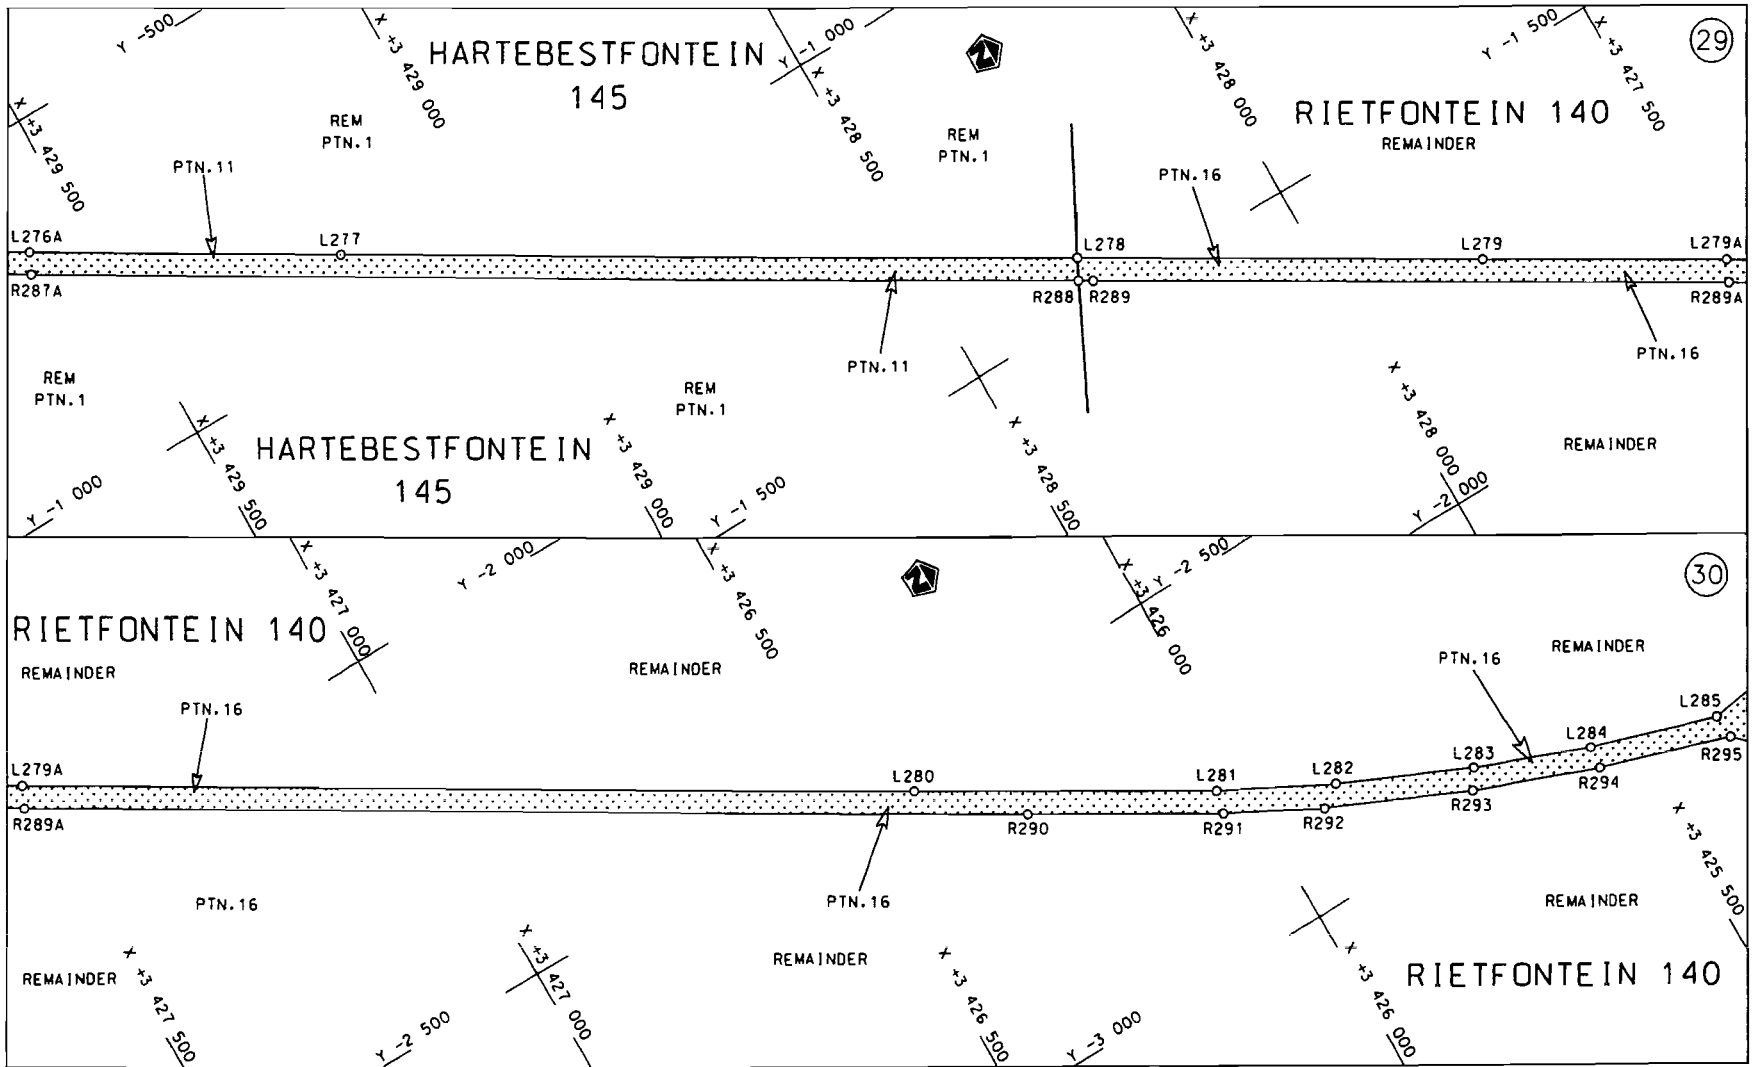 Y -500
X +3 429 000
HARTEBESTFONTEIN
145
Y -1 000
X +3 428 500
N
X +3 428 000
Y -1 500
X +3 427 500
29
RIETFONTEIN 140
REMAINDER
X +3 429 500
REM
PTN.1
REM
PTN.1
PTN.11
PTN.16
L276A
L277
L278
L279
L279A
R287A
R288
R289
R289A
PTN.11
PTN.16
REM
PTN.1
REM
PTN.1
X +3 429 500
HARTEBESTFONTEIN
145
X +3 429 000
X +3 428 500
X +3 428 000
REMAINDER
Y -1 000
Y -1 500
Y -2 000
X +3 427 000
Y -2 000
X +3 426 500
N
X +3 426 000
Y -2 500
30
RIETFONTEIN 140
REMAINDER
REMAINDER
REMAINDER
PTN.16
PTN.16
L279A
L280
L281
L282
L283
L284
L285
R289A
R290
R291
R292
R293
R294
R295
X +3 425 500
PTN.16
PTN.16
REMAINDER
REMAINDER
REMAINDER
RIETFONTEIN 140
X +3 427 500
X +3 427 000
X +3 426 500
X +3 426 000
Y -2 500
Y -3 000